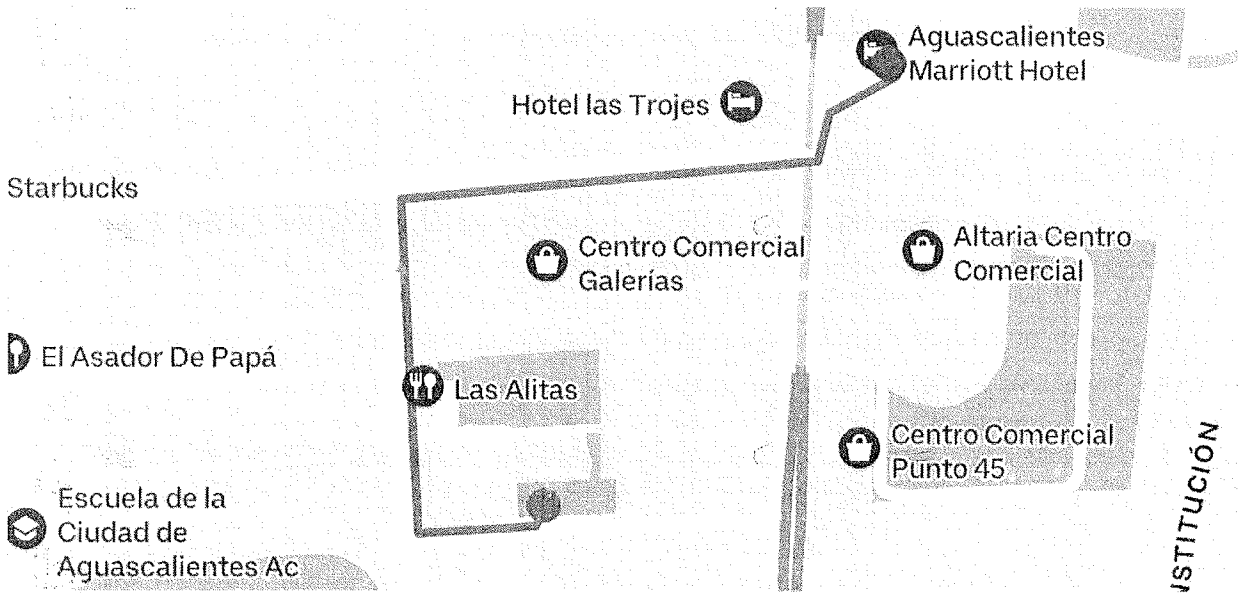 Aguascalientes
Marriott Hotel
Hotel las Trojes
Starbucks
Centro Comercial
Galerías
Altaria Centro
Comercial
El Asador De Papá
Las Alitas
Centro Comercial
Punto 45
NSTITUCIÓN
Escuela de la
Ciudad de
Aguascalientes Ac